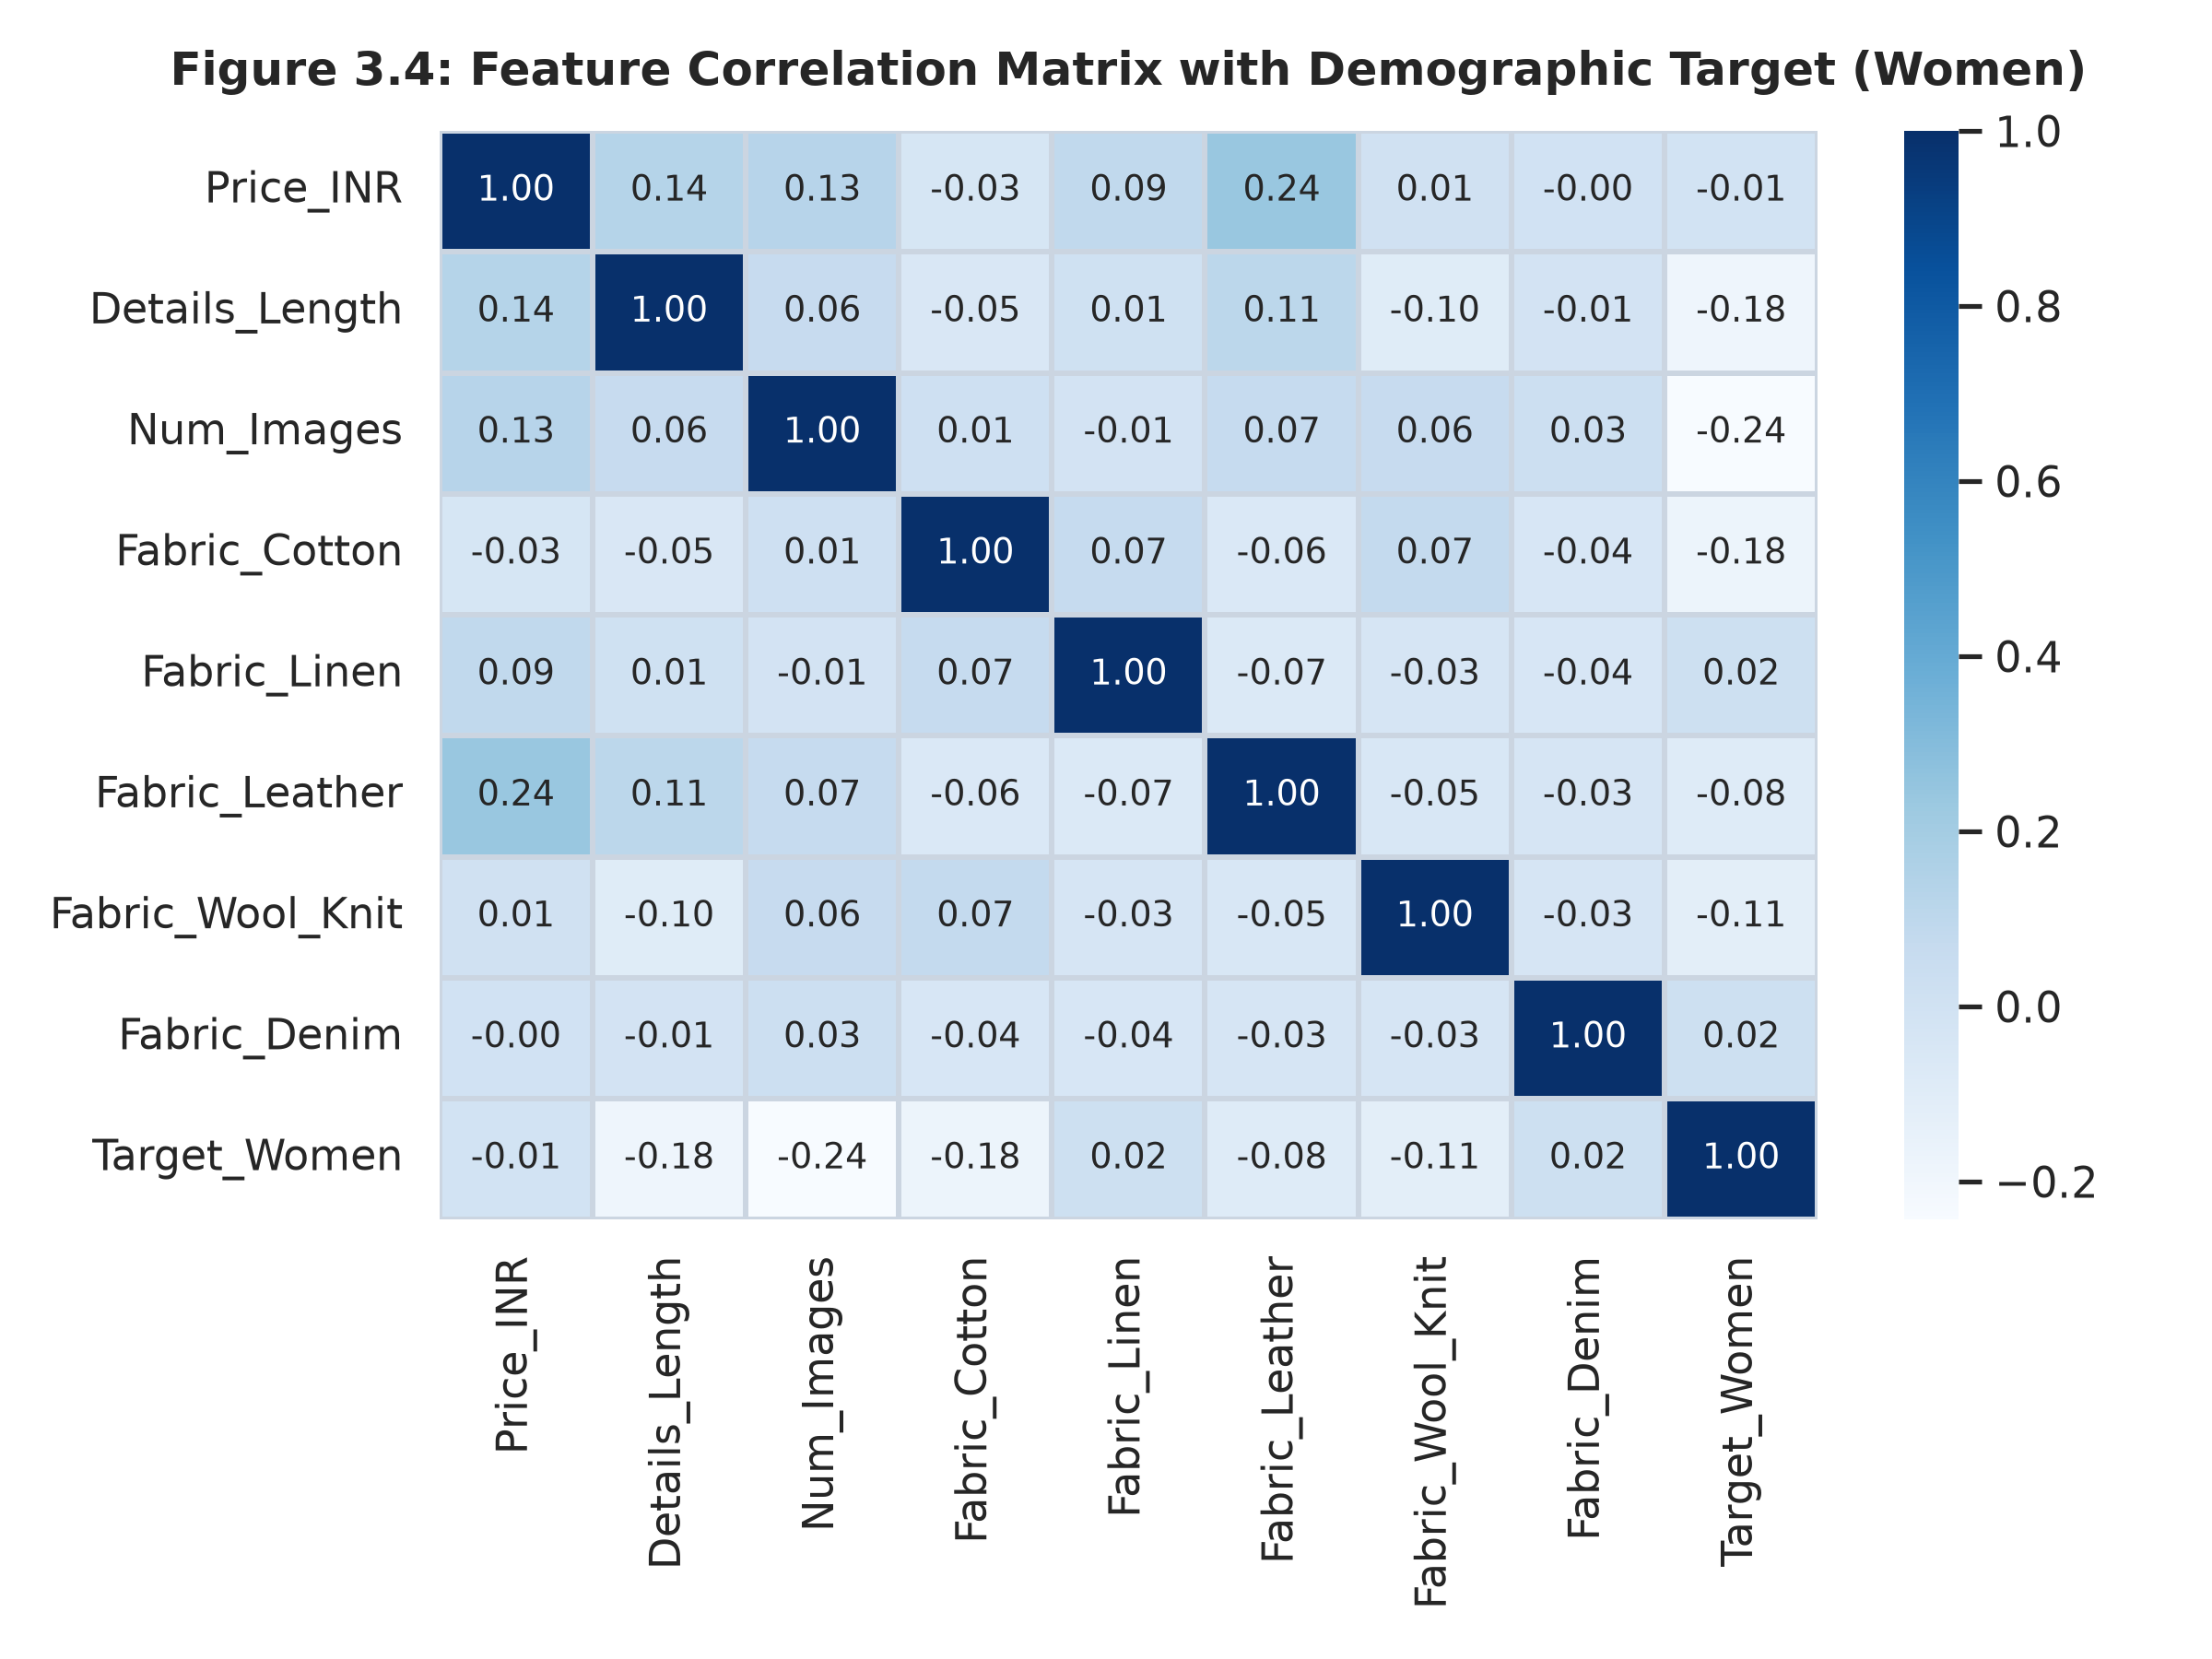 Figure 3.4: Feature Correlation Matrix with Demographic Target (Women)
Price_INR 1.00 0.14 0.13 -0.03 0.09 0.24 0.01 -0.00 -0.01
Details_Length 0.14 1.00 0.06 -0.05 0.01 0.11 -0.10 -0.01 -0.18
Num_Images 0.13 0.06 1.00 0.01 -0.01 0.07 0.06 0.03 -0.24
Fabric_Cotton -0.03 -0.05 0.01 1.00 0.07 -0.06 0.07 -0.04 -0.18
Fabric_Linen 0.09 0.01 -0.01 0.07 1.00 -0.07 -0.03 -0.04 0.02
Fabric_Leather 0.24 0.11 0.07 -0.06 -0.07 1.00 -0.05 -0.03 -0.08
Fabric_Wool_Knit 0.01 -0.10 0.06 0.07 -0.03 -0.05 1.00 -0.03 -0.11
Fabric_Denim -0.00 -0.01 0.03 -0.04 -0.04 -0.03 -0.03 1.00 0.02
Target_Women -0.01 -0.18 -0.24 -0.18 0.02 -0.08 -0.11 0.02 1.00
Price_INR
Details_Length
Num_Images
Fabric_Cotton
Fabric_Linen
Fabric_Leather
Fabric_Wool_Knit
Fabric_Denim
Target_Women
1.0
0.8
0.6
0.4
0.2
0.0
−0.2